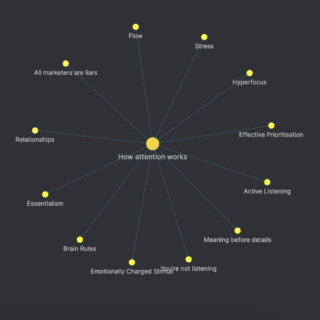 Flow
Stress
All marketers are liars
Hyperfocus
Relationships
Effective Prioritisation
How attention works
Active Listening
Essentialism
Meaning before details
Brain Rules
Emotionally Charged Stimuli
You're not listening